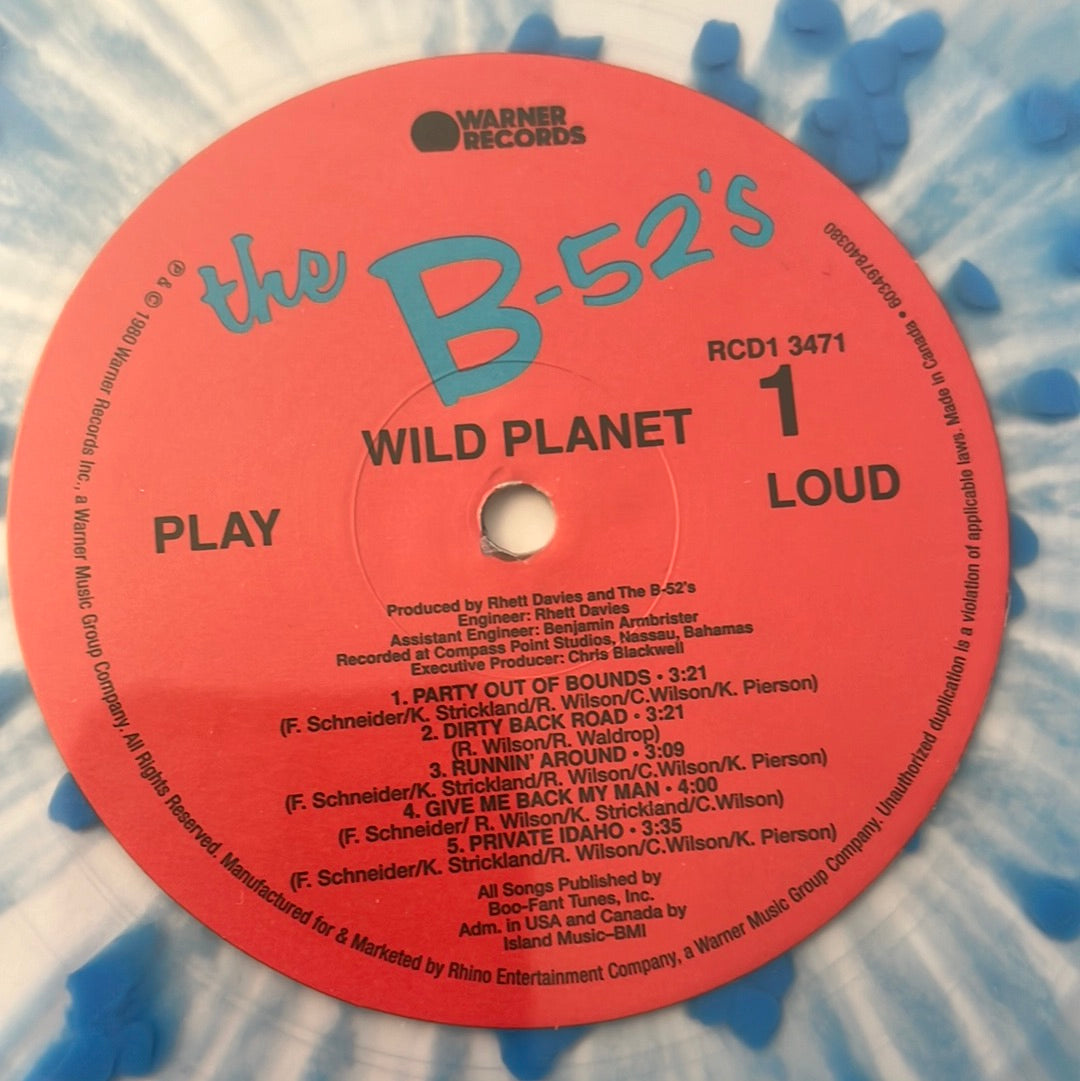 WARNER
RECORDS
the B-52's
RCD1 3471
1
WILD PLANET
PLAY
LOUD
Produced by Rhett Davies and The B-52's
Engineer: Rhett Davies
Assistant Engineer: Benjamin Armbrister
Recorded at Compass Point Studios, Nassau, Bahamas
Executive Producer: Chris Blackwell
1. PARTY OUT OF BOUNDS • 3:21
(F. Schneider/K. Strickland/R. Wilson/C.Wilson/K. Pierson)
2. DIRTY BACK ROAD • 3:21
(R. Wilson/R. Waldrop)
3. RUNNIN' AROUND • 3:09
(F. Schneider/K. Strickland/R. Wilson/C.Wilson/K. Pierson)
4. GIVE ME BACK MY MAN • 4:00
(F. Schneider/ R. Wilson/K. Strickland/C.Wilson)
5. PRIVATE IDAHO • 3:35
(F. Schneider/K. Strickland/R. Wilson/C.Wilson/K. Pierson)
All Songs Published by
Boo-Fant Tunes, Inc.
Adm. in USA and Canada by
Island Music–BMI
℗ & © 1980 Warner Records Inc., a Warner Music Group Company. All Rights Reserved. Manufactured for & Marketed by Rhino Entertainment Company, a Warner Music Group Company. Unauthorized duplication is a violation of applicable laws. Made in Canada • 603497840380